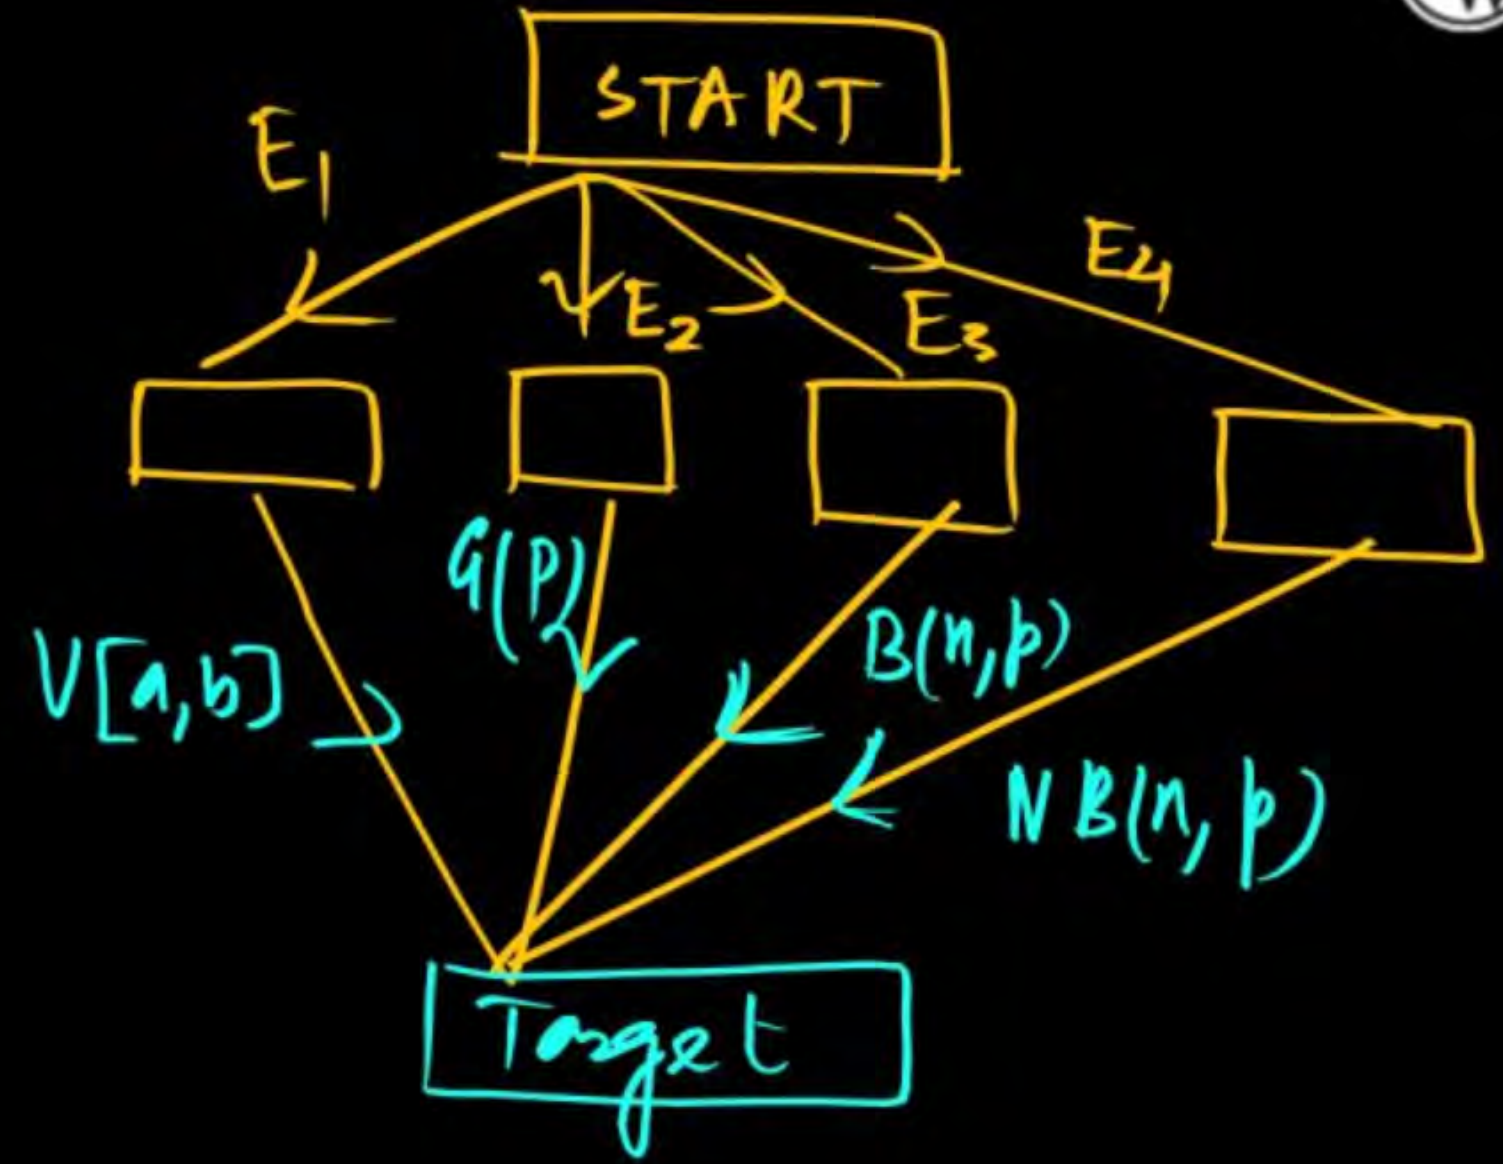 START
E1
E2
E3
E4
G(P)
B(n,p)
U[a,b]
NB(n,p)
Target